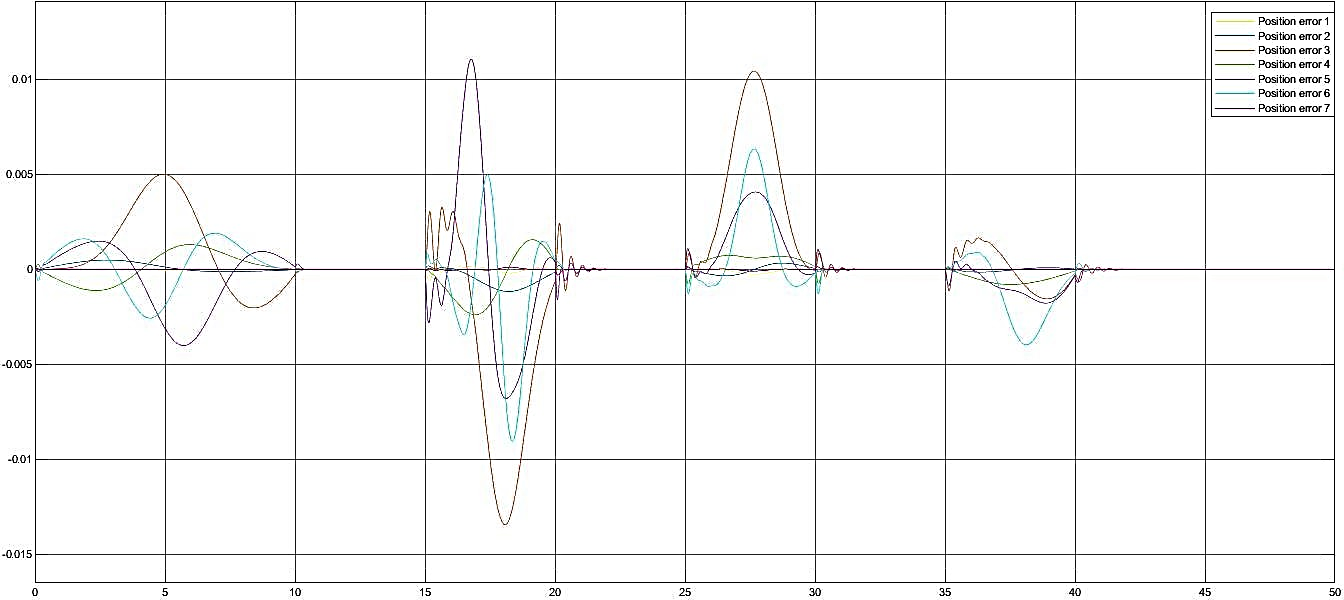 Position error 1
Position error 2
Position error 3
Position error 4
Position error 5
Position error 6
Position error 7
0.01
0.005
0
-0.005
-0.01
-0.015
0 5 10 15 20 25 30 35 40 45 50